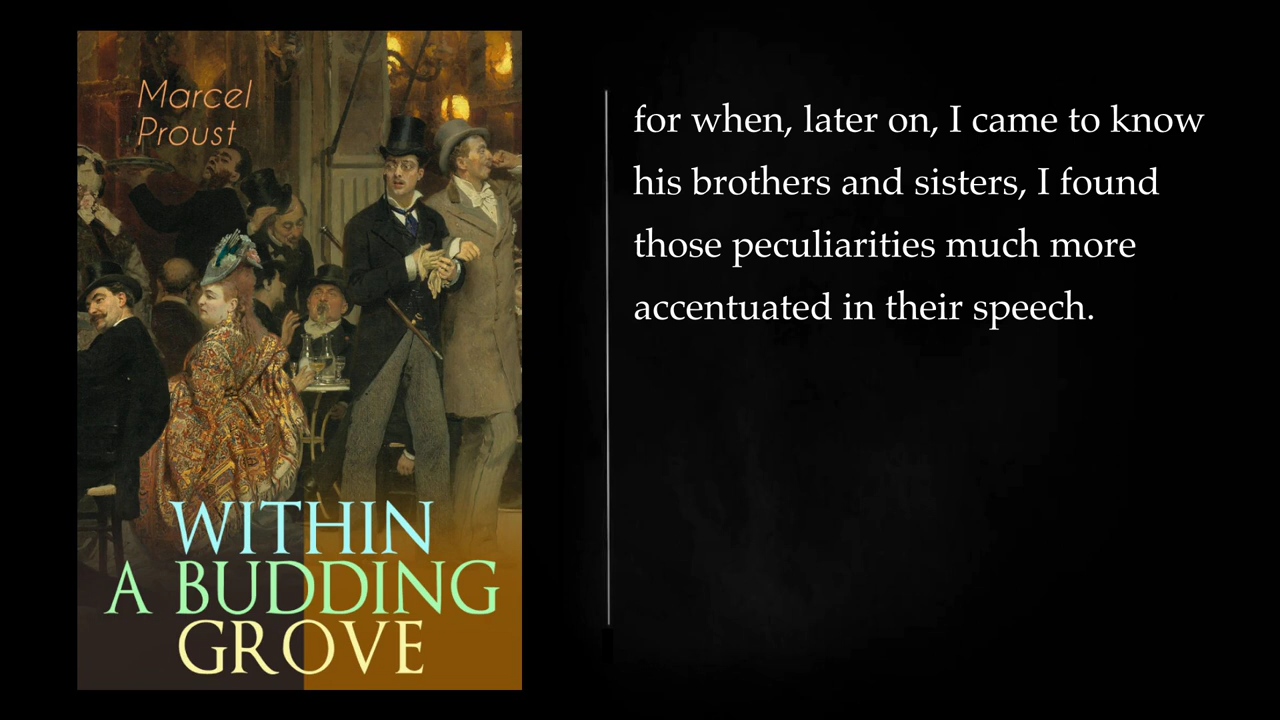 Marcel
Proust
WITHIN
A BUDDING
GROVE
for when, later on, I came to know
his brothers and sisters, I found
those peculiarities much more
accentuated in their speech.